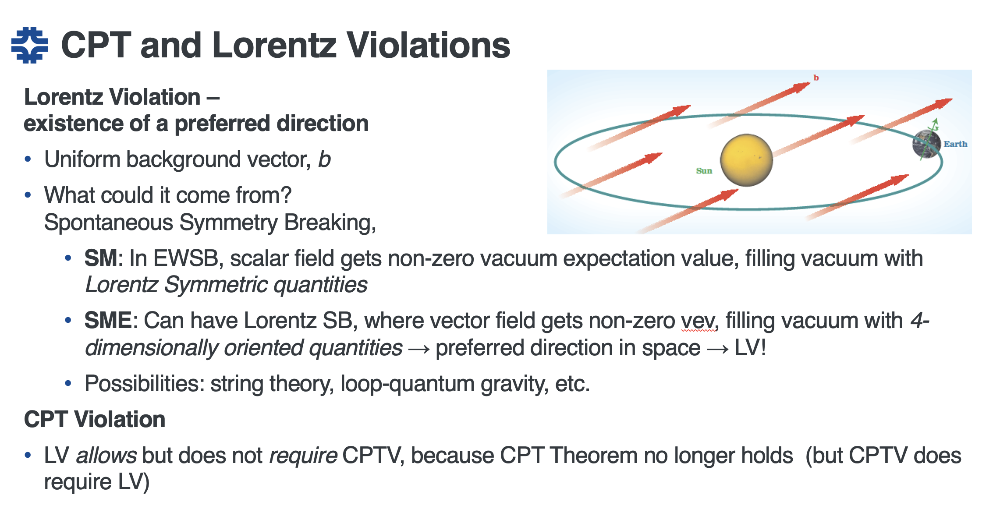 CPT and Lorentz Violations
Lorentz Violation –
existence of a preferred direction
• Uniform background vector, b
• What could it come from?
Spontaneous Symmetry Breaking,
b
Earth
Sun
• SM: In EWSB, scalar field gets non-zero vacuum expectation value, filling vacuum with
Lorentz Symmetric quantities
• SME: Can have Lorentz SB, where vector field gets non-zero vev, filling vacuum with 4-
dimensionally oriented quantities → preferred direction in space → LV!
• Possibilities: string theory, loop-quantum gravity, etc.
CPT Violation
• LV allows but does not require CPTV, because CPT Theorem no longer holds (but CPTV does
require LV)